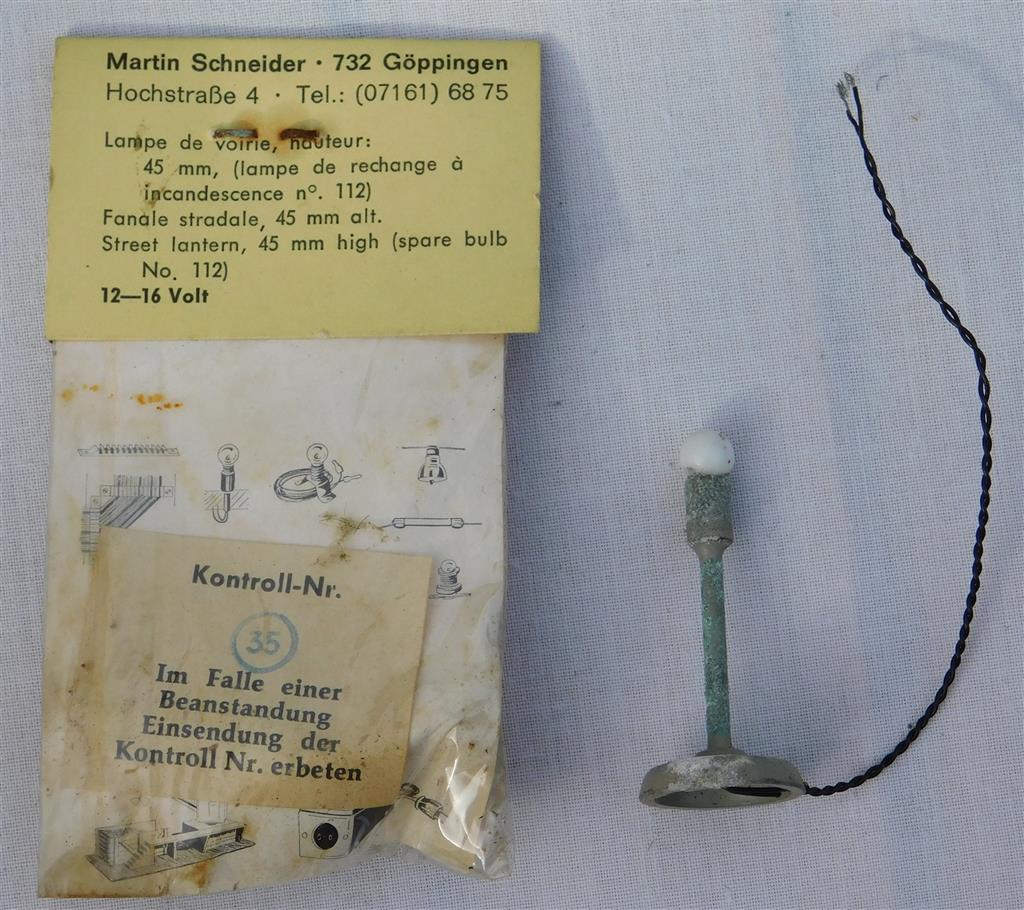 Martin Schneider · 732 Göppingen
Hochstraße 4 · Tel.: (07161) 68 75
Lampe de voirie, hauteur:
45 mm, (lampe de rechange à
incandescence n°. 112)
Fanale stradale, 45 mm alt.
Street lantern, 45 mm high (spare bulb
No. 112)
12—16 Volt
Kontroll-Nr.
35
Im Falle einer
Beanstandung
Einsendung der
Kontroll Nr. erbeten